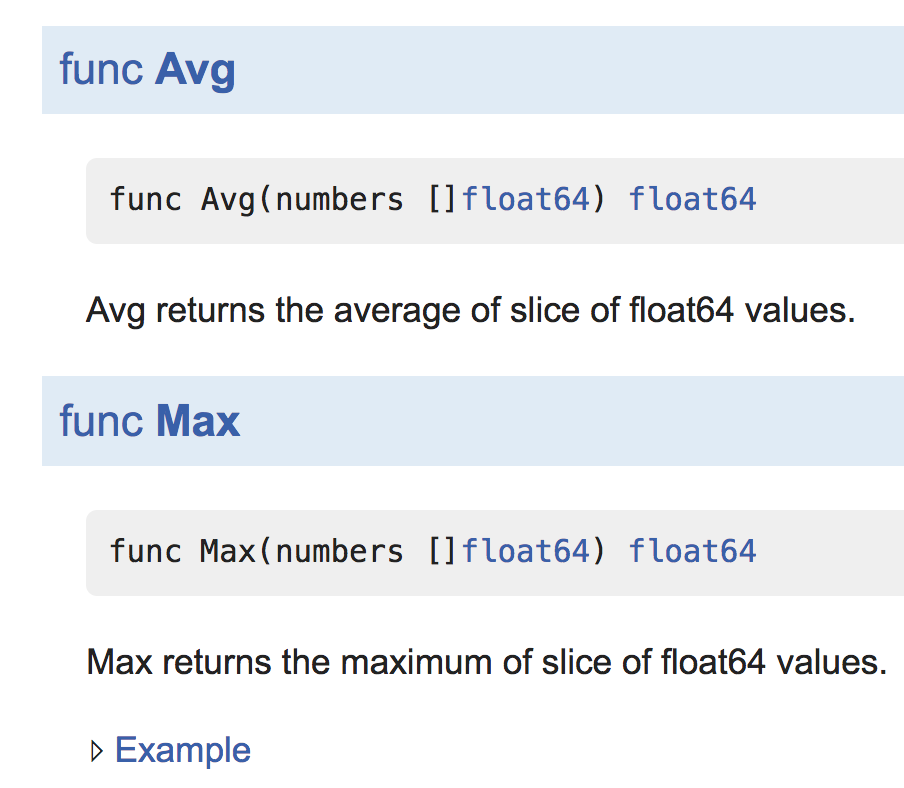 func Avg
func Avg(numbers []float64) float64
Avg returns the average of slice of float64 values.
func Max
func Max(numbers []float64) float64
Max returns the maximum of slice of float64 values.
Example